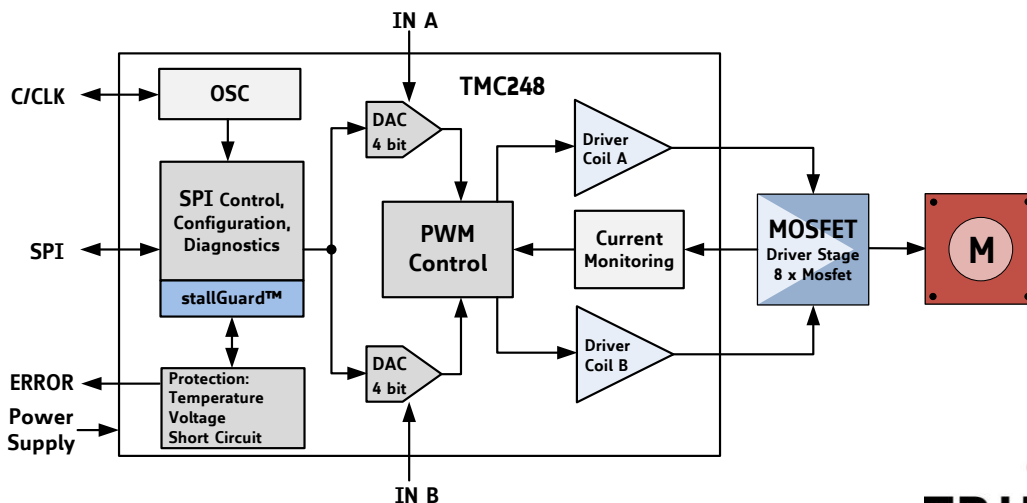 IN A
TMC248
C/CLK
OSC
DAC
4 bit
Driver
Coil A
SPI Control,
Configuration,
Diagnostics
SPI
stallGuard™
PWM
Control
Current
Monitoring
MOSFET
Driver Stage
8 x Mosfet
M
DAC
4 bit
Driver
Coil B
ERROR
Power
Supply
Protection:
Temperature
Voltage
Short Circuit
IN B